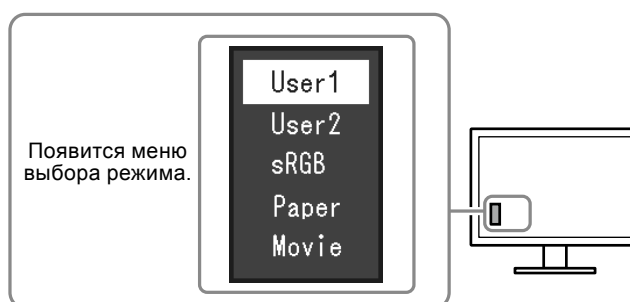 Появится меню
выбора режима.
User1
User2
sRGB
Paper
Movie